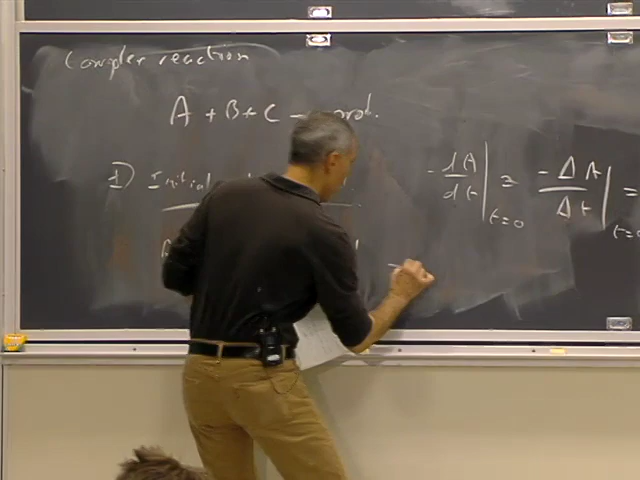 Complex reaction
A + B + C → prod.
1) Initial
- dA/dt |t=0 ≈ -ΔA/Δt |t=0 =